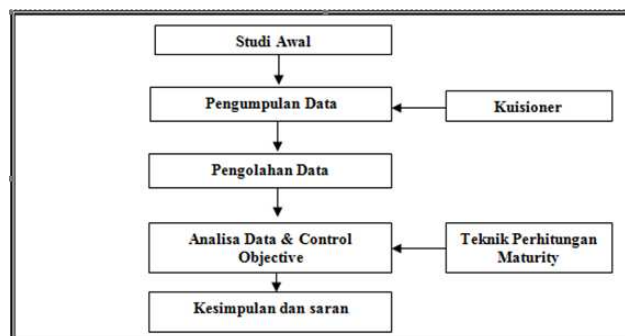 Studi Awal
Pengumpulan Data
Kuisioner
Pengolahan Data
Analisa Data & Control
Objective
Teknik Perhitungan
Maturity
Kesimpulan dan saran